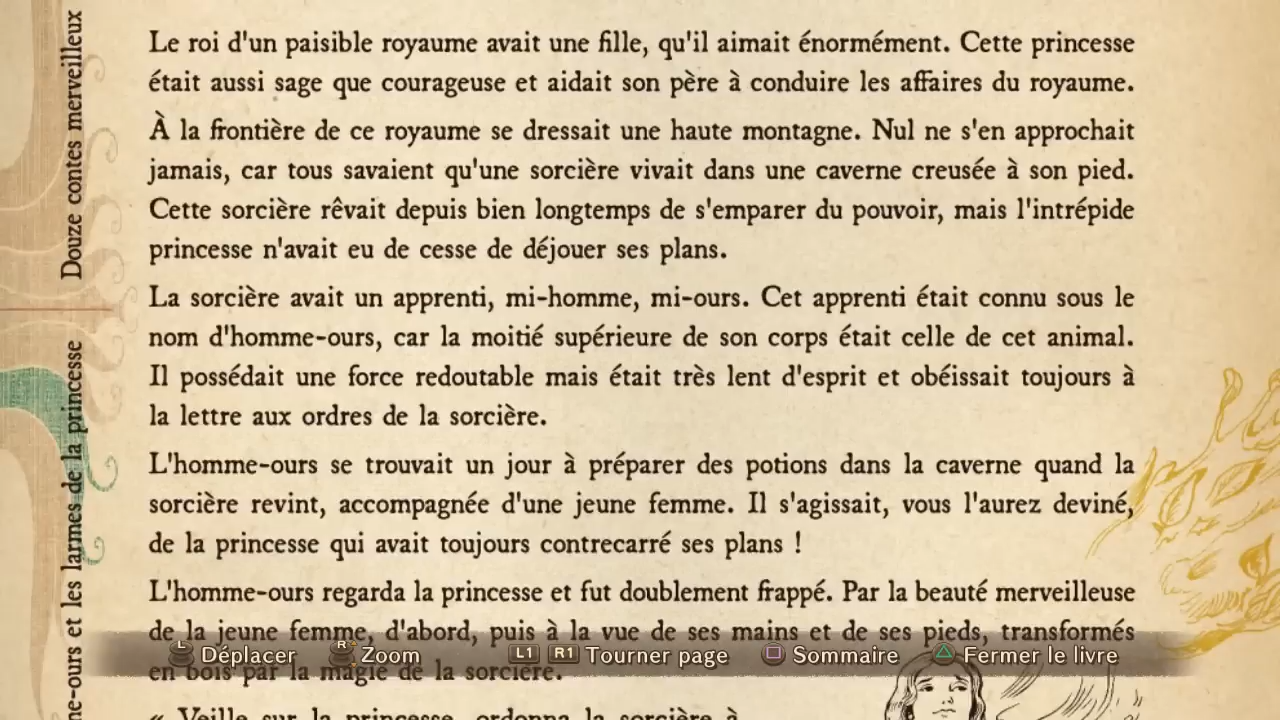 Le roi d'un paisible royaume avait une fille, qu'il aimait énormément. Cette princesse
était aussi sage que courageuse et aidait son père à conduire les affaires du royaume.
À la frontière de ce royaume se dressait une haute montagne. Nul ne s'en approchait
jamais, car tous savaient qu'une sorcière vivait dans une caverne creusée à son pied.
Cette sorcière rêvait depuis bien longtemps de s'emparer du pouvoir, mais l'intrépide
princesse n'avait eu de cesse de déjouer ses plans.
La sorcière avait un apprenti, mi-homme, mi-ours. Cet apprenti était connu sous le
nom d'homme-ours, car la moitié supérieure de son corps était celle de cet animal.
Il possédait une force redoutable mais était très lent d'esprit et obéissait toujours à
la lettre aux ordres de la sorcière.
L'homme-ours se trouvait un jour à préparer des potions dans la caverne quand la
sorcière revint, accompagnée d'une jeune femme. Il s'agissait, vous l'aurez deviné,
de la princesse qui avait toujours contrecarré ses plans !
L'homme-ours regarda la princesse et fut doublement frappé. Par la beauté merveilleuse
de la jeune femme, d'abord, puis à la vue de ses mains et de ses pieds, transformés
en bois par la magie de la sorcière.
« Veille sur la princesse, ordonna la sorcière à
Douze contes merveilleux
ne-ours et les larmes de la princesse
L Déplacer R Zoom L1 R1 Tourner page Sommaire Fermer le livre